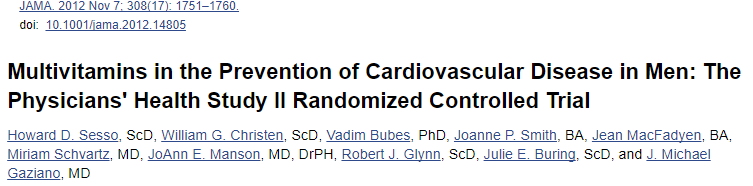 JAMA. 2012 Nov 7; 308(17): 1751–1760.
doi: 10.1001/jama.2012.14805
Multivitamins in the Prevention of Cardiovascular Disease in Men: The
Physicians' Health Study II Randomized Controlled Trial
Howard D. Sesso, ScD, William G. Christen, ScD, Vadim Bubes, PhD, Joanne P. Smith, BA, Jean MacFadyen, BA,
Miriam Schvartz, MD, JoAnn E. Manson, MD, DrPH, Robert J. Glynn, ScD, Julie E. Buring, ScD, and J. Michael
Gaziano, MD